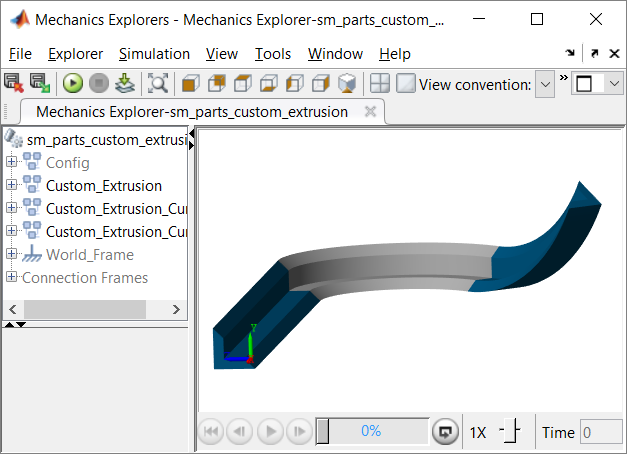 Mechanics Explorers - Mechanics Explorer-sm_parts_custom_...
File Explorer Simulation View Tools Window Help
View convention: »
Mechanics Explorer-sm_parts_custom_extrusion
sm_parts_custom_extrusi
Config
Custom_Extrusion
Custom_Extrusion_Cu
Custom_Extrusion_Cu
World_Frame
Connection Frames
y
0% 1X Time 0